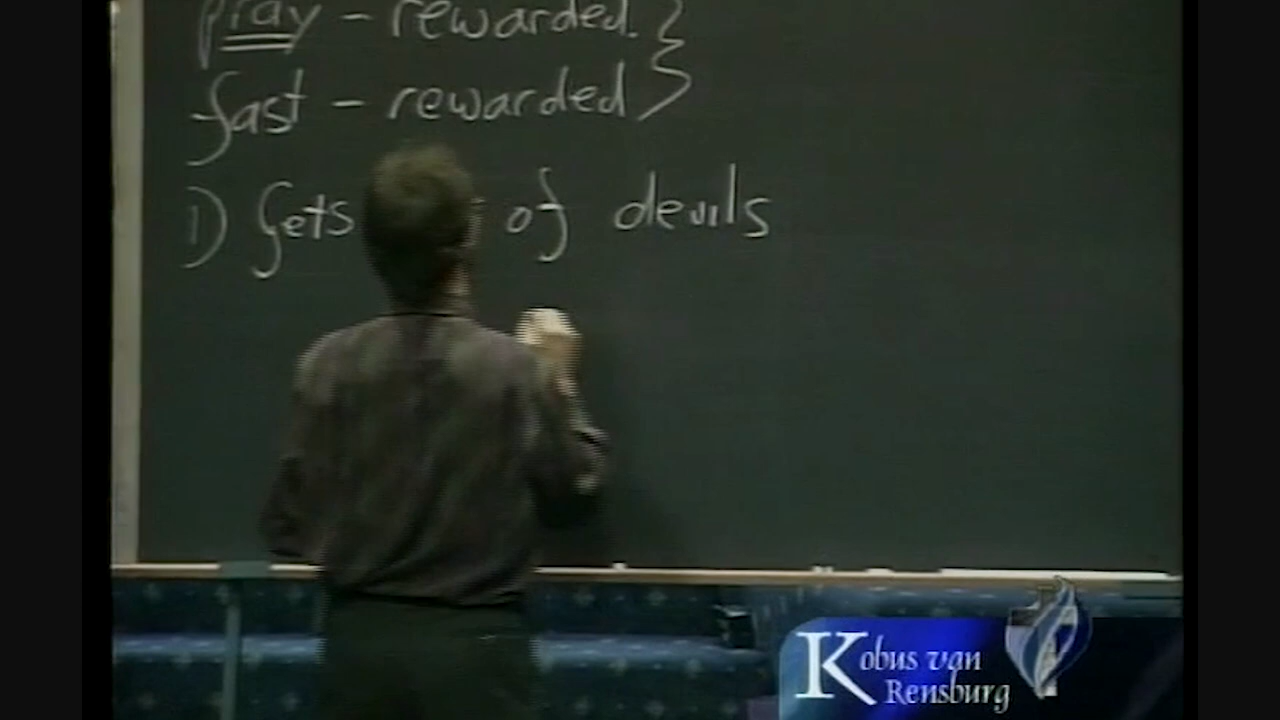 pray – rewarded.
fast – rewarded
1) Gets of devils
Kobus van
Rensburg